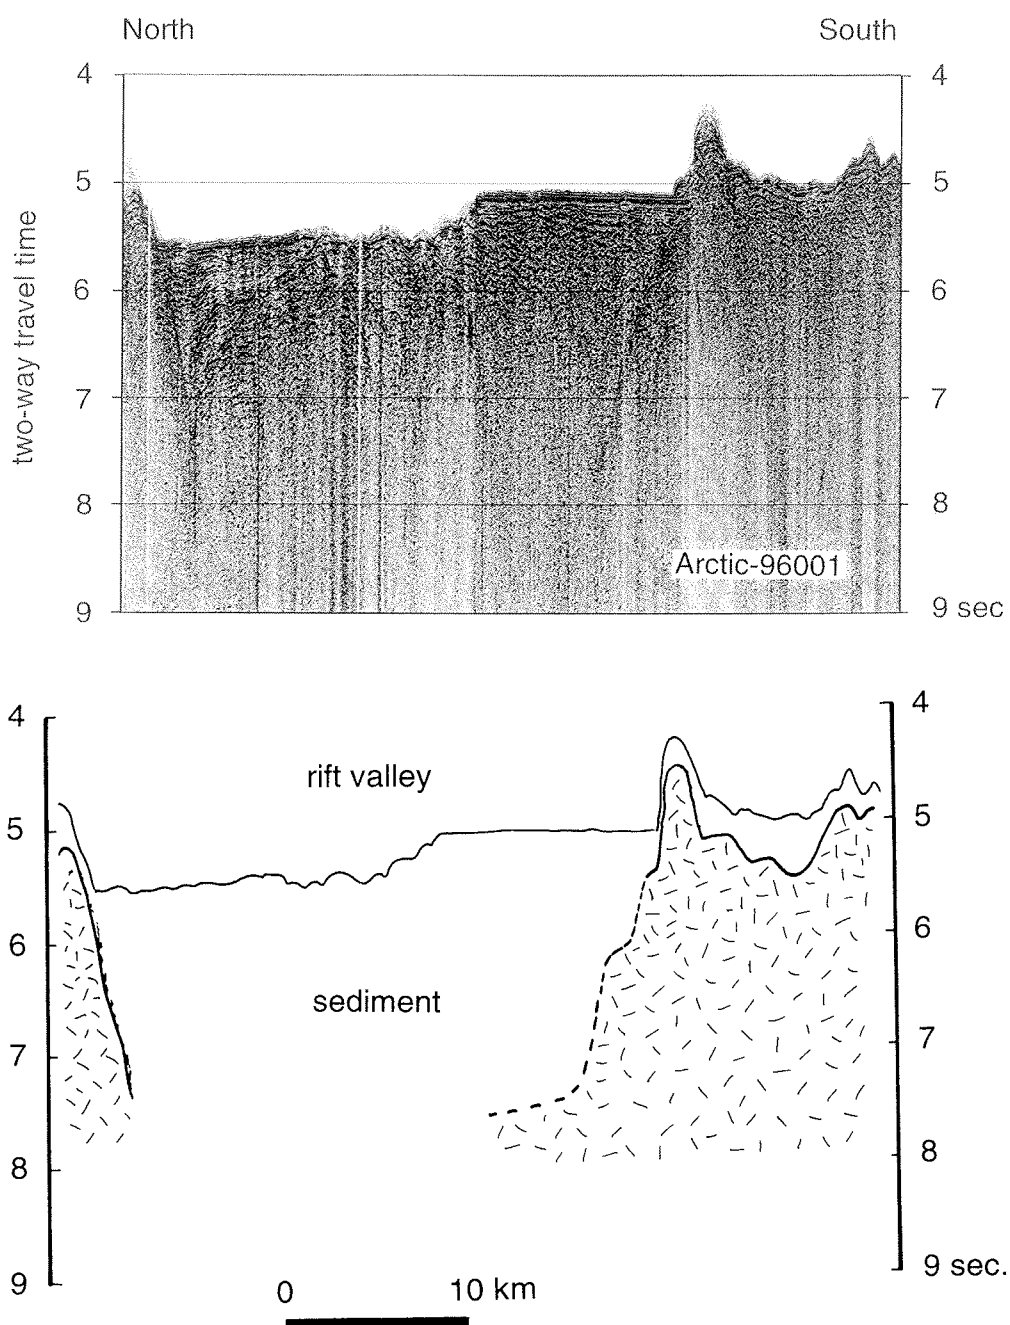 North South
4 4
5 5
6 6
7 7
8 8
9 9 sec
two-way travel time
Arctic-96001
4 4
rift valley
5 5
6 6
sediment
7 7
8 8
9 9 sec.
0 10 km